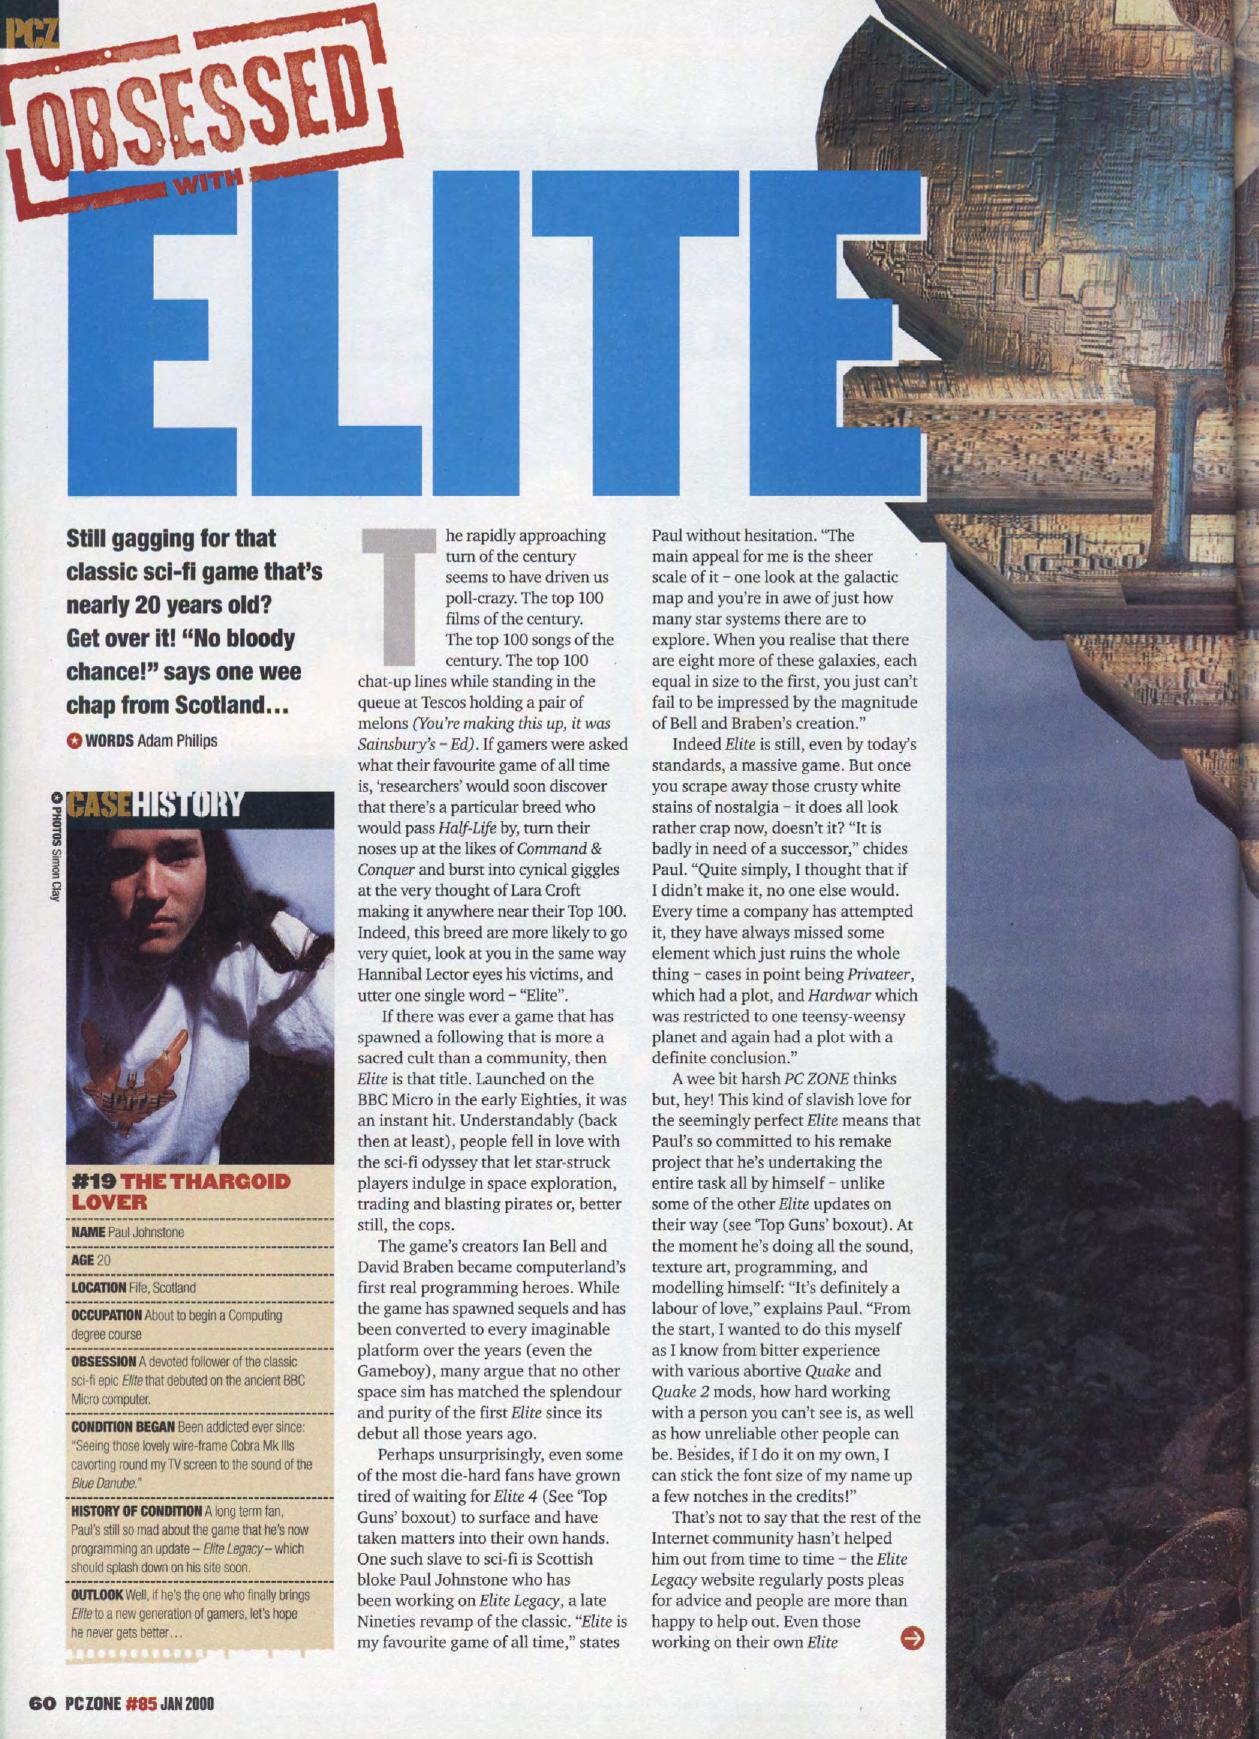 PCZ
OBSESSED
WITH
ELITE
Still gagging for that
classic sci-fi game that's
nearly 20 years old?
Get over it! “No bloody
chance!” says one wee
chap from Scotland...
WORDS Adam Philips
PHOTOS Simon Clay
CASEHISTORY
ELITE
#19 THE THARGOID
LOVER
NAME Paul Johnstone
AGE 20
LOCATION Fife, Scotland
OCCUPATION About to begin a Computing
degree course
OBSESSION A devoted follower of the classic
sci-fi epic Elite that debuted on the ancient BBC
Micro computer.
CONDITION BEGAN Been addicted ever since:
“Seeing those lovely wire-frame Cobra Mk IIIs
cavorting round my TV screen to the sound of the
Blue Danube.”
HISTORY OF CONDITION A long term fan,
Paul's still so mad about the game that he's now
programming an update – Elite Legacy – which
should splash down on his site soon.
OUTLOOK Well, if he's the one who finally brings
Elite to a new generation of gamers, let's hope
he never gets better...
The rapidly approaching
turn of the century
seems to have driven us
poll-crazy. The top 100
films of the century.
The top 100 songs of the
century. The top 100
chat-up lines while standing in the
queue at Tescos holding a pair of
melons (You're making this up, it was
Sainsbury's – Ed). If gamers were asked
what their favourite game of all time
is, ‘researchers’ would soon discover
that there's a particular breed who
would pass Half-Life by, turn their
noses up at the likes of Command &
Conquer and burst into cynical giggles
at the very thought of Lara Croft
making it anywhere near their Top 100.
Indeed, this breed are more likely to go
very quiet, look at you in the same way
Hannibal Lector eyes his victims, and
utter one single word – “Elite”.
If there was ever a game that has
spawned a following that is more a
sacred cult than a community, then
Elite is that title. Launched on the
BBC Micro in the early Eighties, it was
an instant hit. Understandably (back
then at least), people fell in love with
the sci-fi odyssey that let star-struck
players indulge in space exploration,
trading and blasting pirates or, better
still, the cops.
The game's creators Ian Bell and
David Braben became computerland's
first real programming heroes. While
the game has spawned sequels and has
been converted to every imaginable
platform over the years (even the
Gameboy), many argue that no other
space sim has matched the splendour
and purity of the first Elite since its
debut all those years ago.
Perhaps unsurprisingly, even some
of the most die-hard fans have grown
tired of waiting for Elite 4 (See ‘Top
Guns’ boxout) to surface and have
taken matters into their own hands.
One such slave to sci-fi is Scottish
bloke Paul Johnstone who has
been working on Elite Legacy, a late
Nineties revamp of the classic. “Elite is
my favourite game of all time,” states
Paul without hesitation. “The
main appeal for me is the sheer
scale of it – one look at the galactic
map and you're in awe of just how
many star systems there are to
explore. When you realise that there
are eight more of these galaxies, each
equal in size to the first, you just can't
fail to be impressed by the magnitude
of Bell and Braben's creation.”
Indeed Elite is still, even by today's
standards, a massive game. But once
you scrape away those crusty white
stains of nostalgia – it does all look
rather crap now, doesn't it? “It is
badly in need of a successor,” chides
Paul. “Quite simply, I thought that if
I didn't make it, no one else would.
Every time a company has attempted
it, they have always missed some
element which just ruins the whole
thing – cases in point being Privateer,
which had a plot, and Hardwar which
was restricted to one teensy-weensy
planet and again had a plot with a
definite conclusion.”
A wee bit harsh PC ZONE thinks
but, hey! This kind of slavish love for
the seemingly perfect Elite means that
Paul's so committed to his remake
project that he's undertaking the
entire task all by himself – unlike
some of the other Elite updates on
their way (see ‘Top Guns’ boxout). At
the moment he's doing all the sound,
texture art, programming, and
modelling himself: “It's definitely a
labour of love,” explains Paul. “From
the start, I wanted to do this myself
as I know from bitter experience
with various abortive Quake and
Quake 2 mods, how hard working
with a person you can't see is, as well
as how unreliable other people can
be. Besides, if I do it on my own, I
can stick the font size of my name up
a few notches in the credits!”
That's not to say that the rest of the
Internet community hasn't helped
him out from time to time – the Elite
Legacy website regularly posts pleas
for advice and people are more than
happy to help out. Even those
working on their own Elite
60 PC ZONE #85 JAN 2000